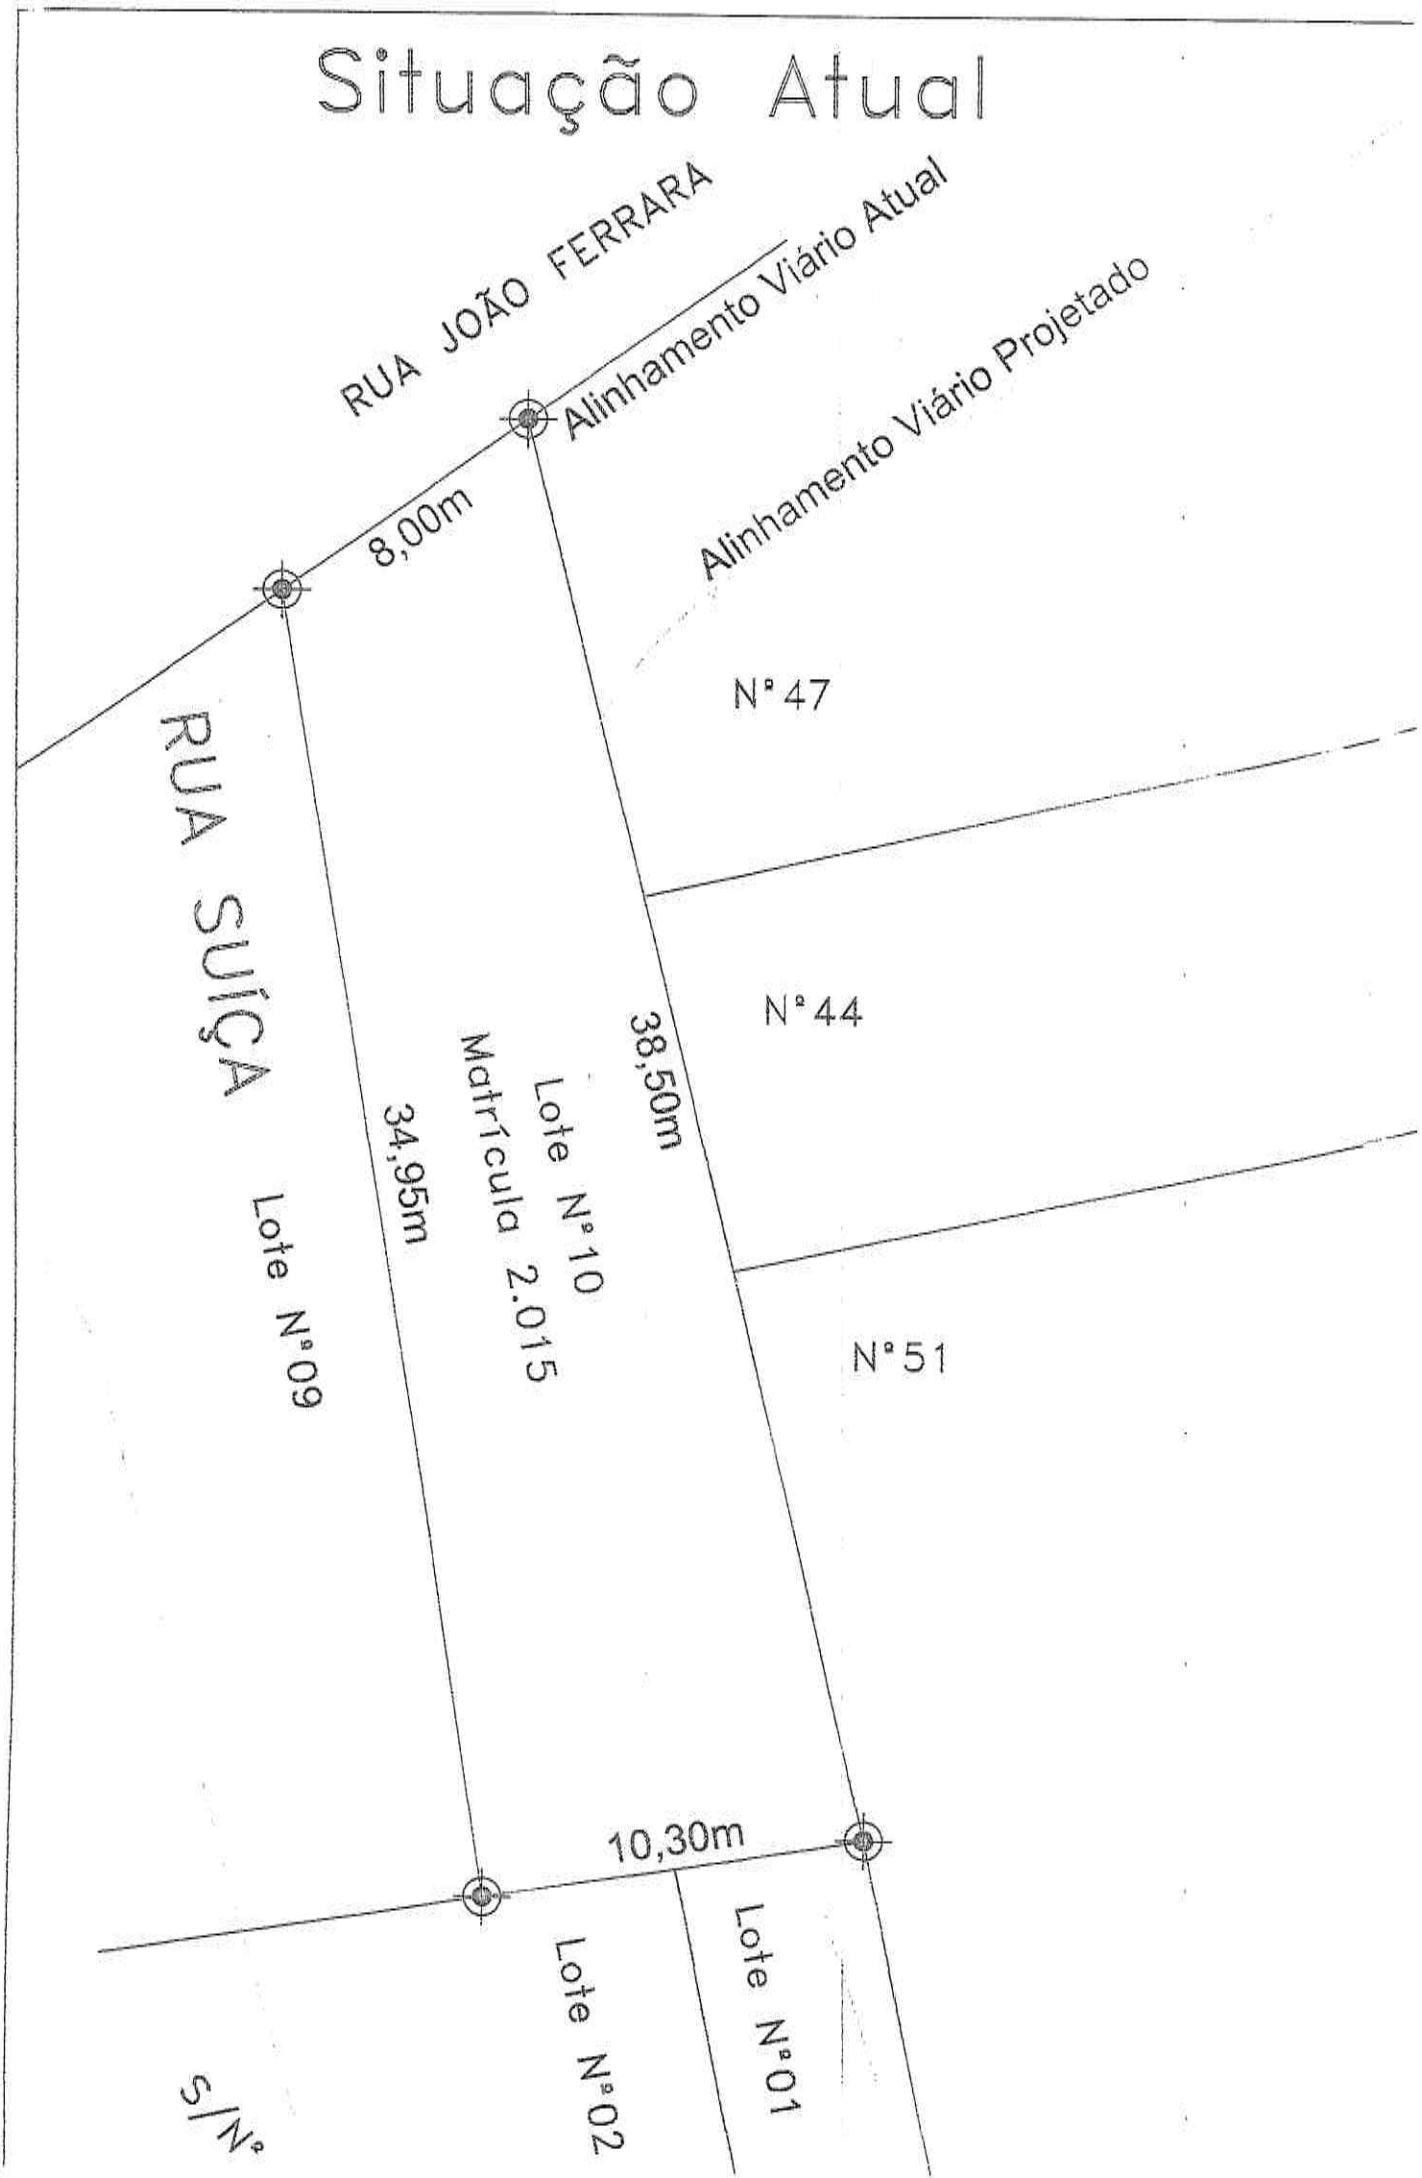 Situação Atual
RUA JOÃO FERRARA
Alinhamento Viário Atual
Alinhamento Viário Projetado
8,00m
Nº47
RUA SUÍÇA
Nº44
38,50m
Lote Nº10
Matrícula 2.015
34,95m
Lote Nº09
Nº51
10,30m
Lote Nº01
Lote Nº02
S/Nº